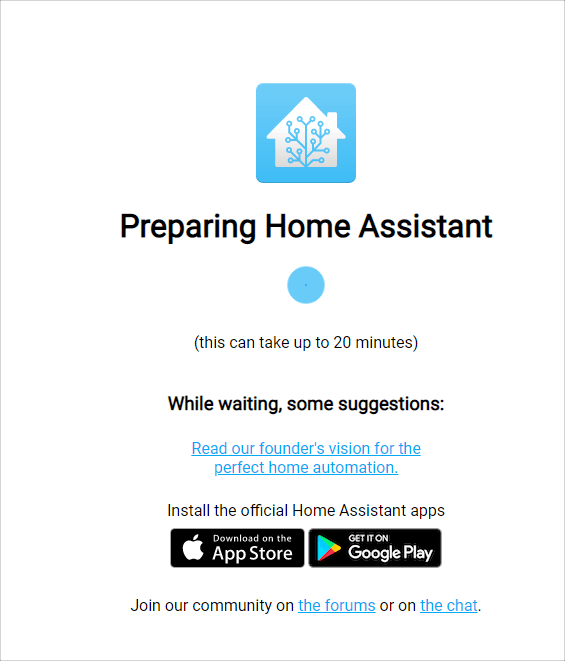 Preparing Home Assistant
(this can take up to 20 minutes)
While waiting, some suggestions:
Read our founder's vision for the
perfect home automation.
Install the official Home Assistant apps
Download on the
App Store
GET IT ON
Google Play
Join our community on the forums or on the chat.